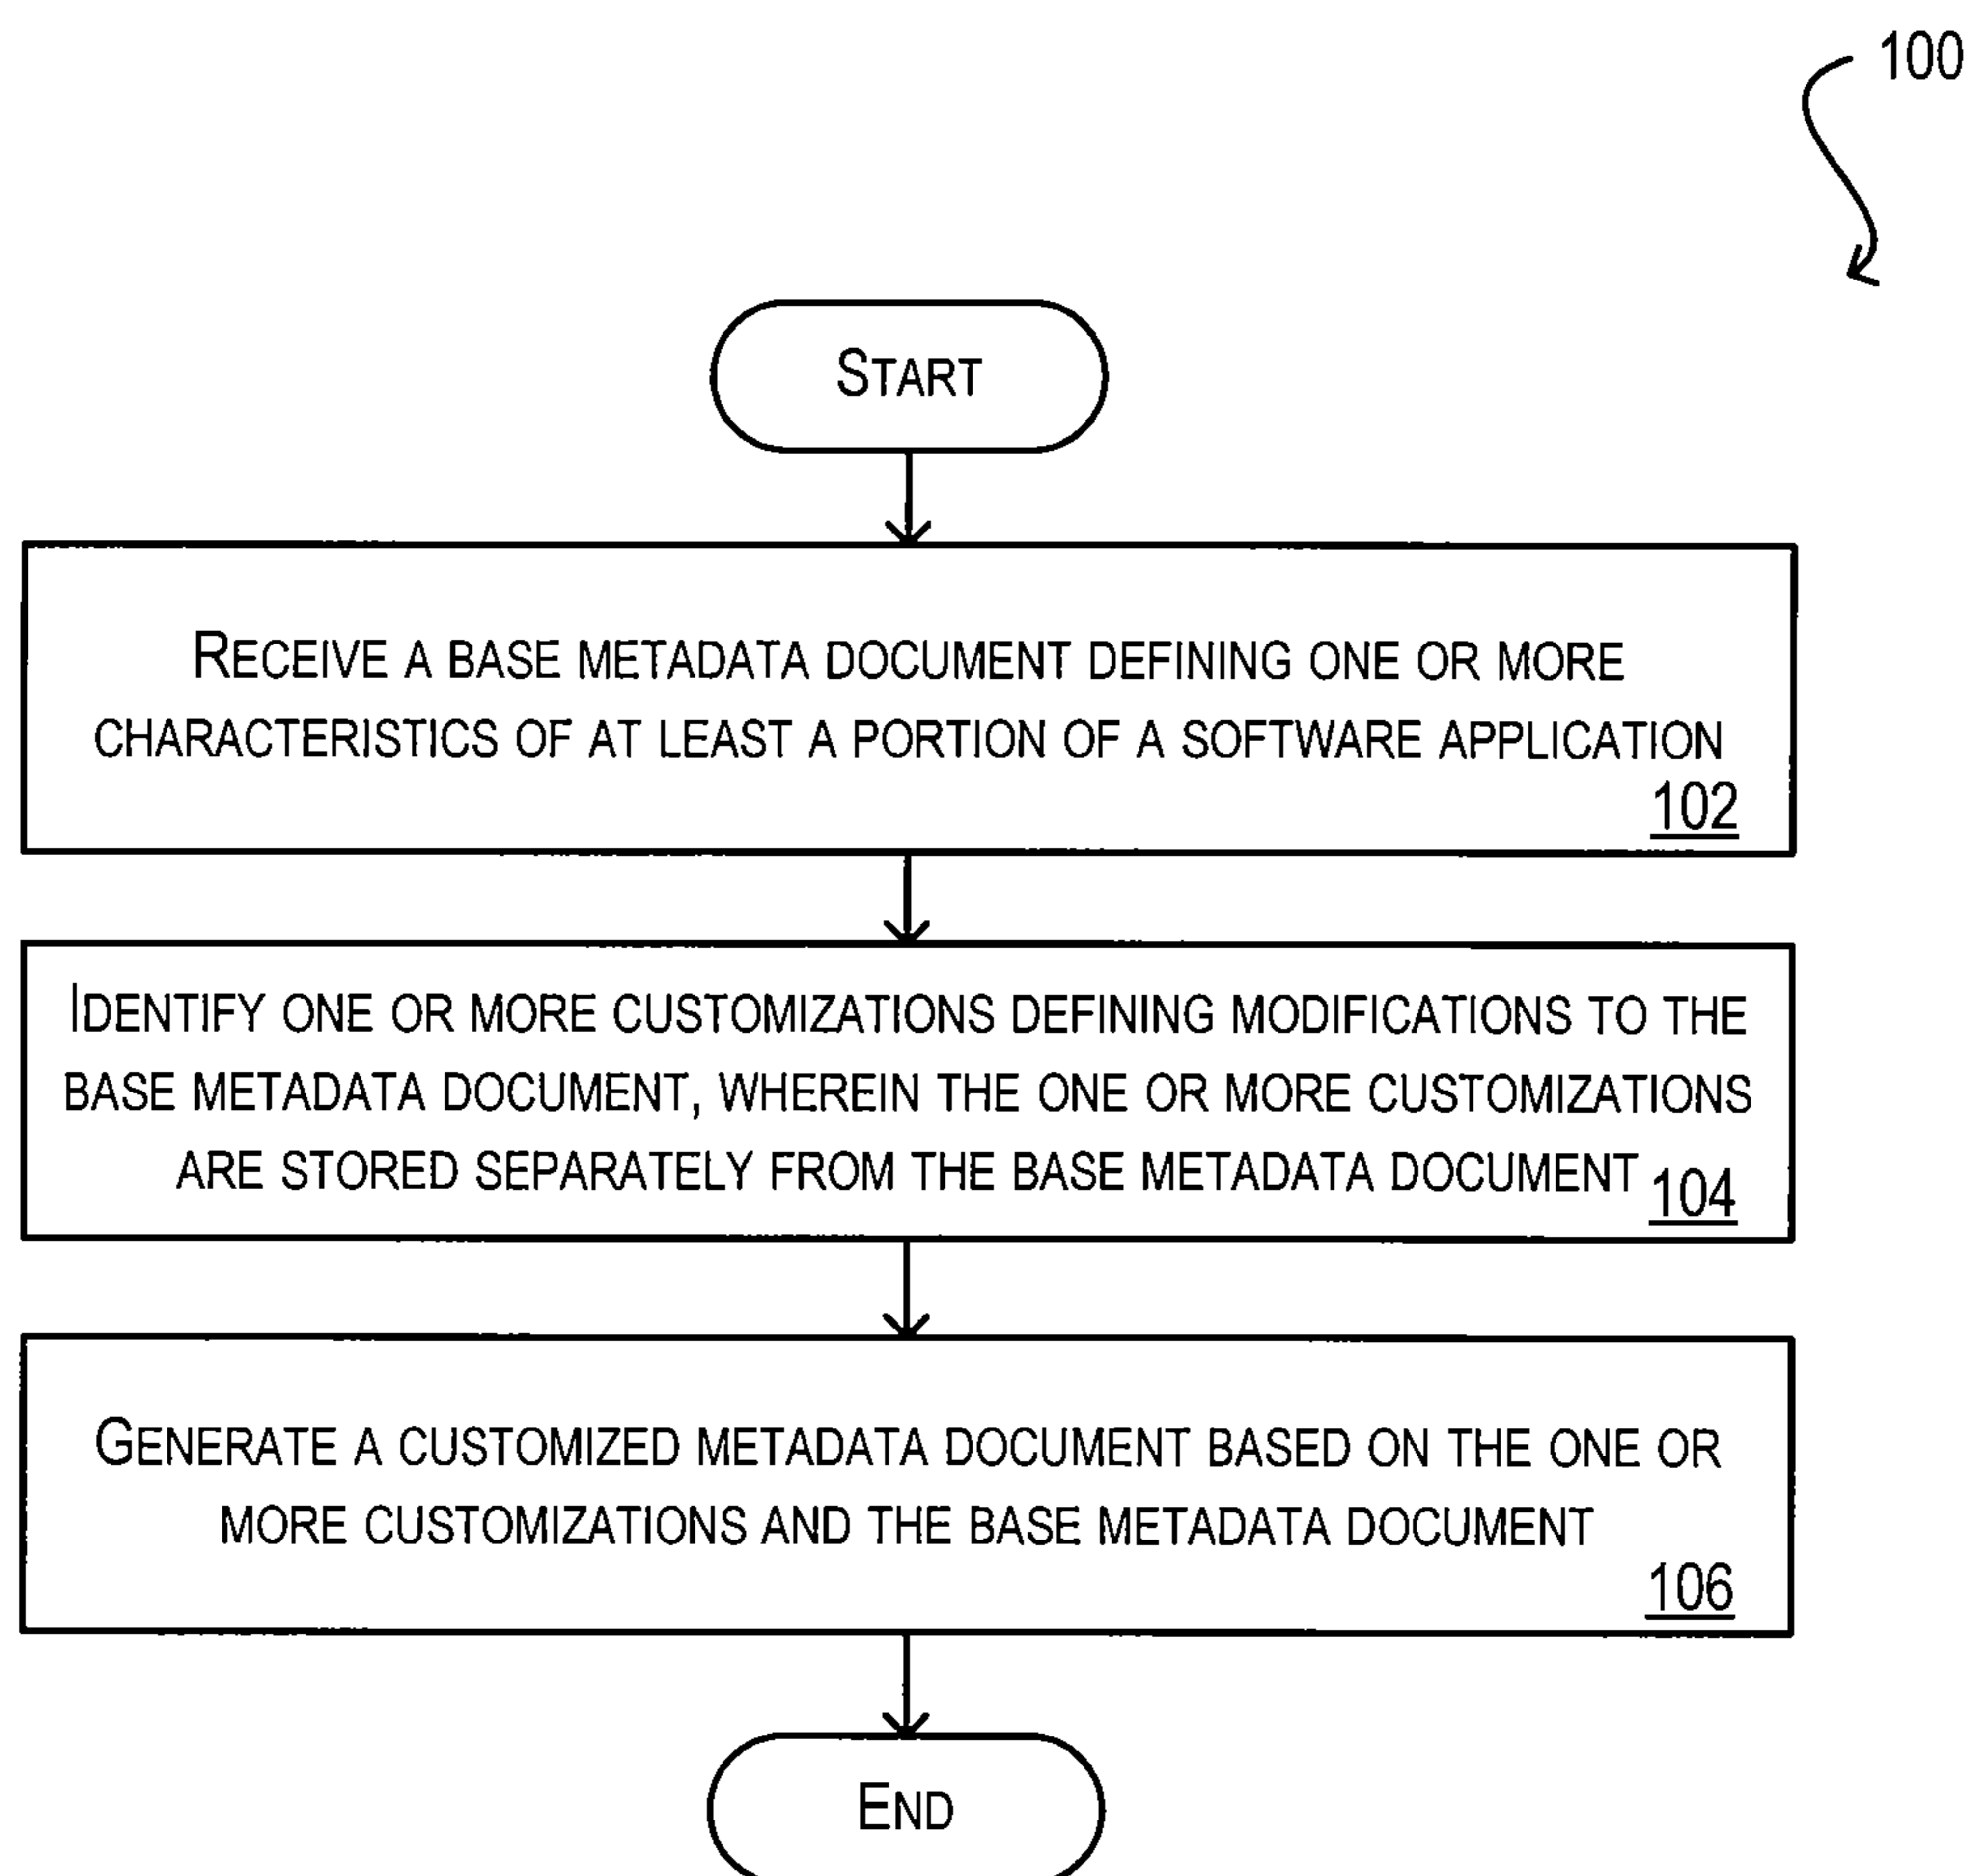 100
START
RECEIVE A BASE METADATA DOCUMENT DEFINING ONE OR MORE
CHARACTERISTICS OF AT LEAST A PORTION OF A SOFTWARE APPLICATION
102
IDENTIFY ONE OR MORE CUSTOMIZATIONS DEFINING MODIFICATIONS TO THE
BASE METADATA DOCUMENT, WHEREIN THE ONE OR MORE CUSTOMIZATIONS
ARE STORED SEPARATELY FROM THE BASE METADATA DOCUMENT
104
GENERATE A CUSTOMIZED METADATA DOCUMENT BASED ON THE ONE OR
MORE CUSTOMIZATIONS AND THE BASE METADATA DOCUMENT
106
END